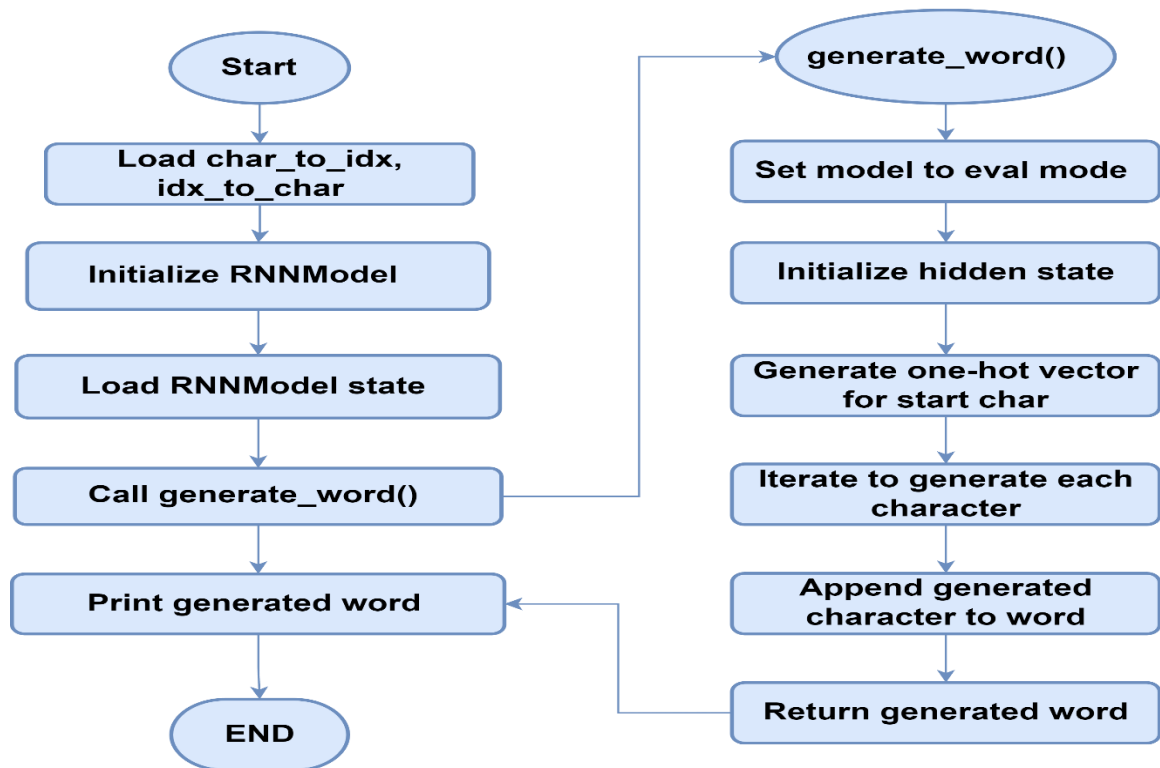 Start
Load char_to_idx,
idx_to_char
Initialize RNNModel
Load RNNModel state
Call generate_word()
Print generated word
END
generate_word()
Set model to eval mode
Initialize hidden state
Generate one-hot vector
for start char
Iterate to generate each
character
Append generated
character to word
Return generated word